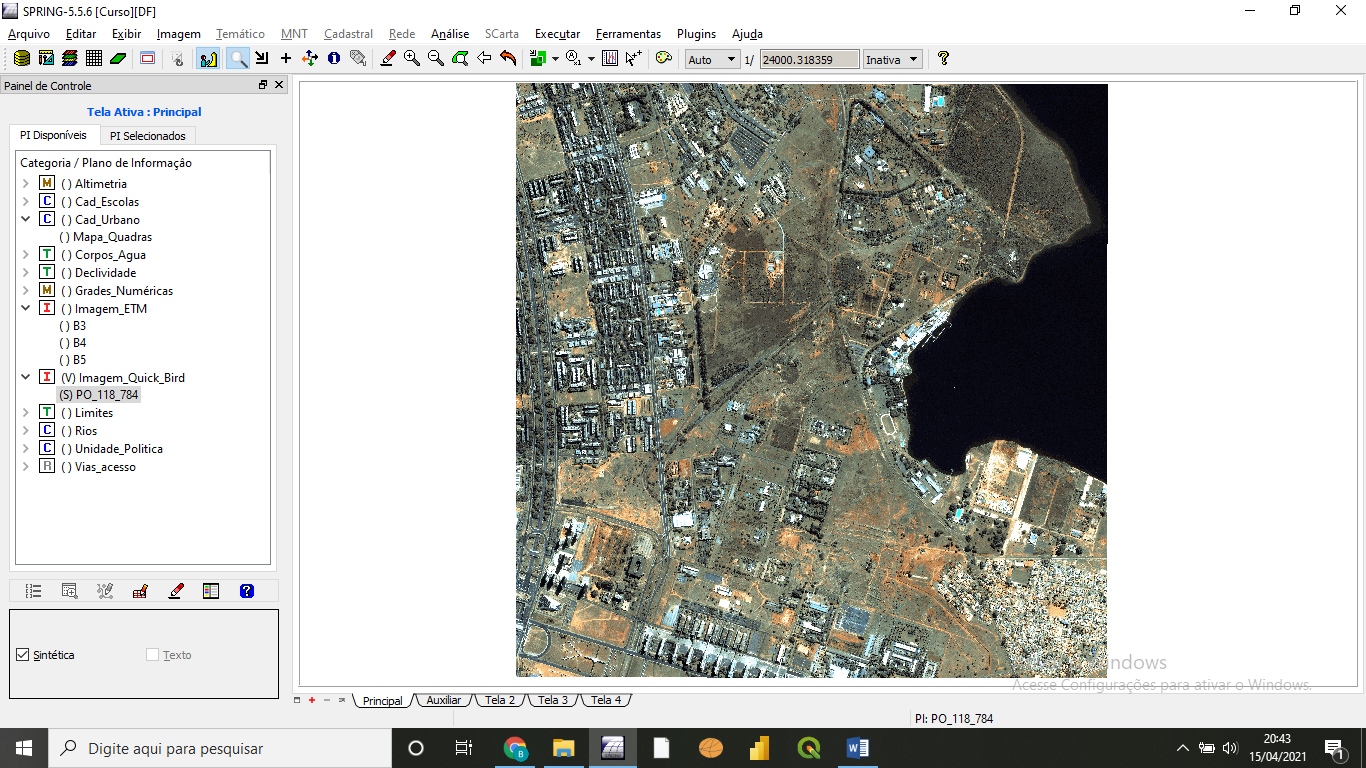 SPRING-5.5.6 [Curso][DF]
Arquivo Editar Exibir Imagem Temático MNT Cadastral Rede Análise SCarta Executar Ferramentas Plugins Ajuda
Auto 1/ 24000.318359 Inativa
Painel de Controle
Tela Ativa : Principal
PI Disponíveis PI Selecionados
Categoria / Plano de Informação
M ( ) Altimetria
C ( ) Cad_Escolas
C ( ) Cad_Urbano
( ) Mapa_Quadras
T ( ) Corpos_Agua
T ( ) Declividade
M ( ) Grades_Numéricas
I ( ) Imagem_ETM
( ) B3
( ) B4
( ) B5
I (V) Imagem_Quick_Bird
(S) PO_118_784
T ( ) Limites
C ( ) Rios
C ( ) Unidade_Politica
R ( ) Vias_acesso
Sintética Texto
indows
Acesse Configurações para ativar o Windows.
Principal Auxiliar Tela 2 Tela 3 Tela 4
PI: PO_118_784
Digite aqui para pesquisar
20:43
15/04/2021
1